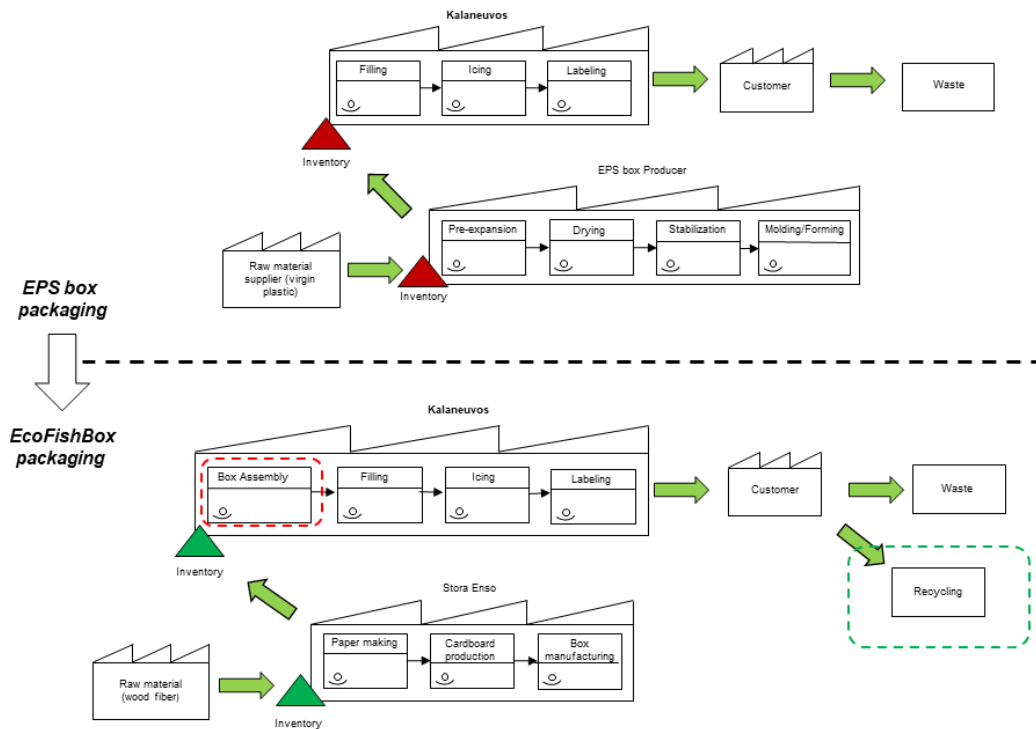 Kalaneuvos
Filling
Icing
Labeling
Customer
Waste
Inventory
EPS box Producer
Pre-expansion
Drying
Stabilization
Molding/Forming
Raw material
supplier (virgin
plastic)
Inventory
EPS box
packaging
EcoFishBox
packaging
Kalaneuvos
Box Assembly
Filling
Icing
Labeling
Customer
Waste
Inventory
Recycling
Stora Enso
Paper making
Cardboard
production
Box
manufacturing
Raw material
(wood fiber)
Inventory